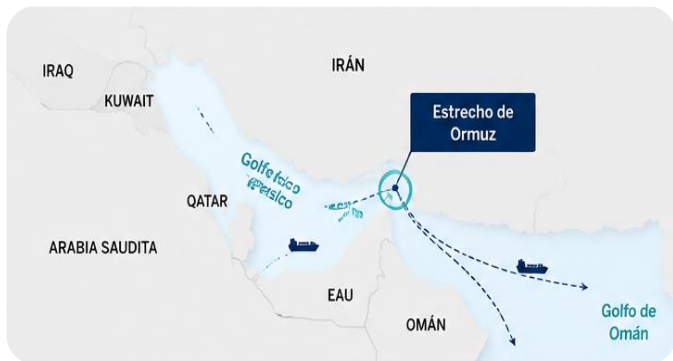 IRÁN
IRAQ
KUWAIT
Estrecho de
Ormuz
QATAR
ARABIA SAUDITA
EAU
OMÁN
Golfo de
Omán